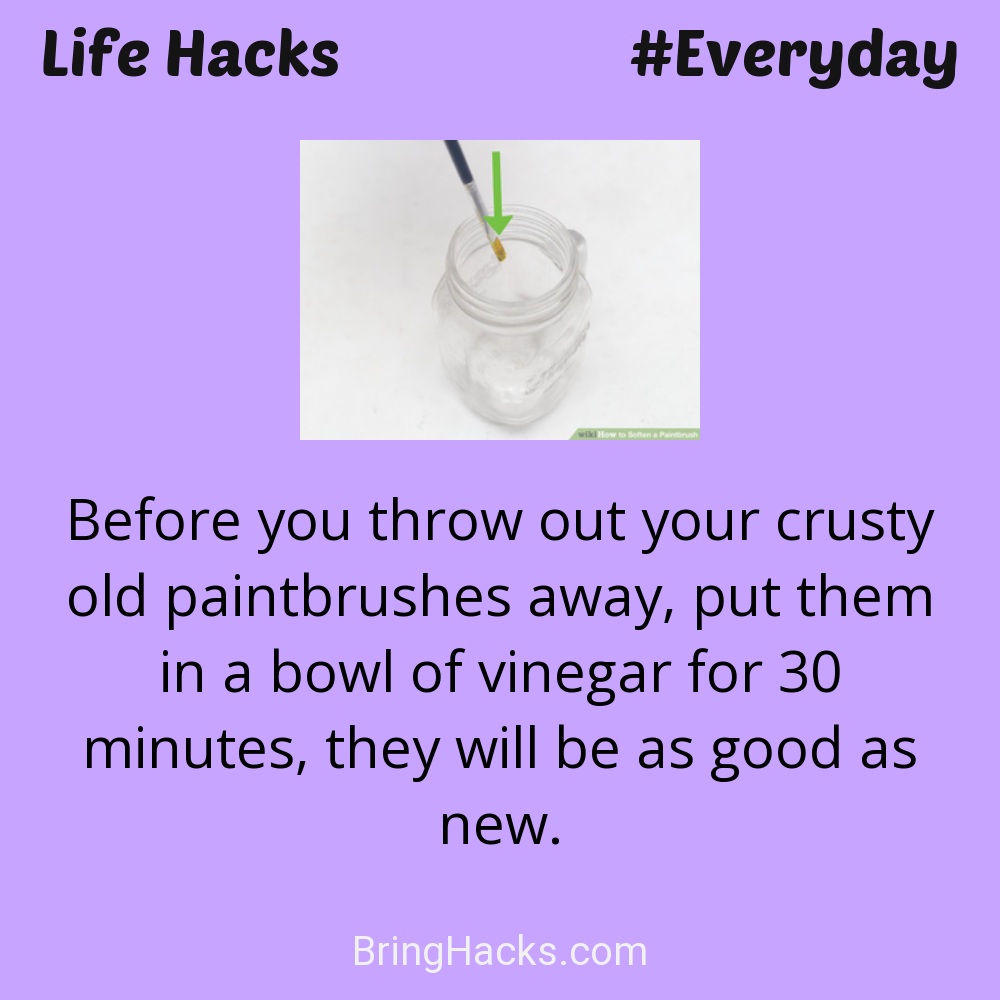 Life Hacks
#Everyday
wikiHow to Soften a Paintbrush
Before you throw out your crusty
old paintbrushes away, put them
in a bowl of vinegar for 30
minutes, they will be as good as
new.
BringHacks.com